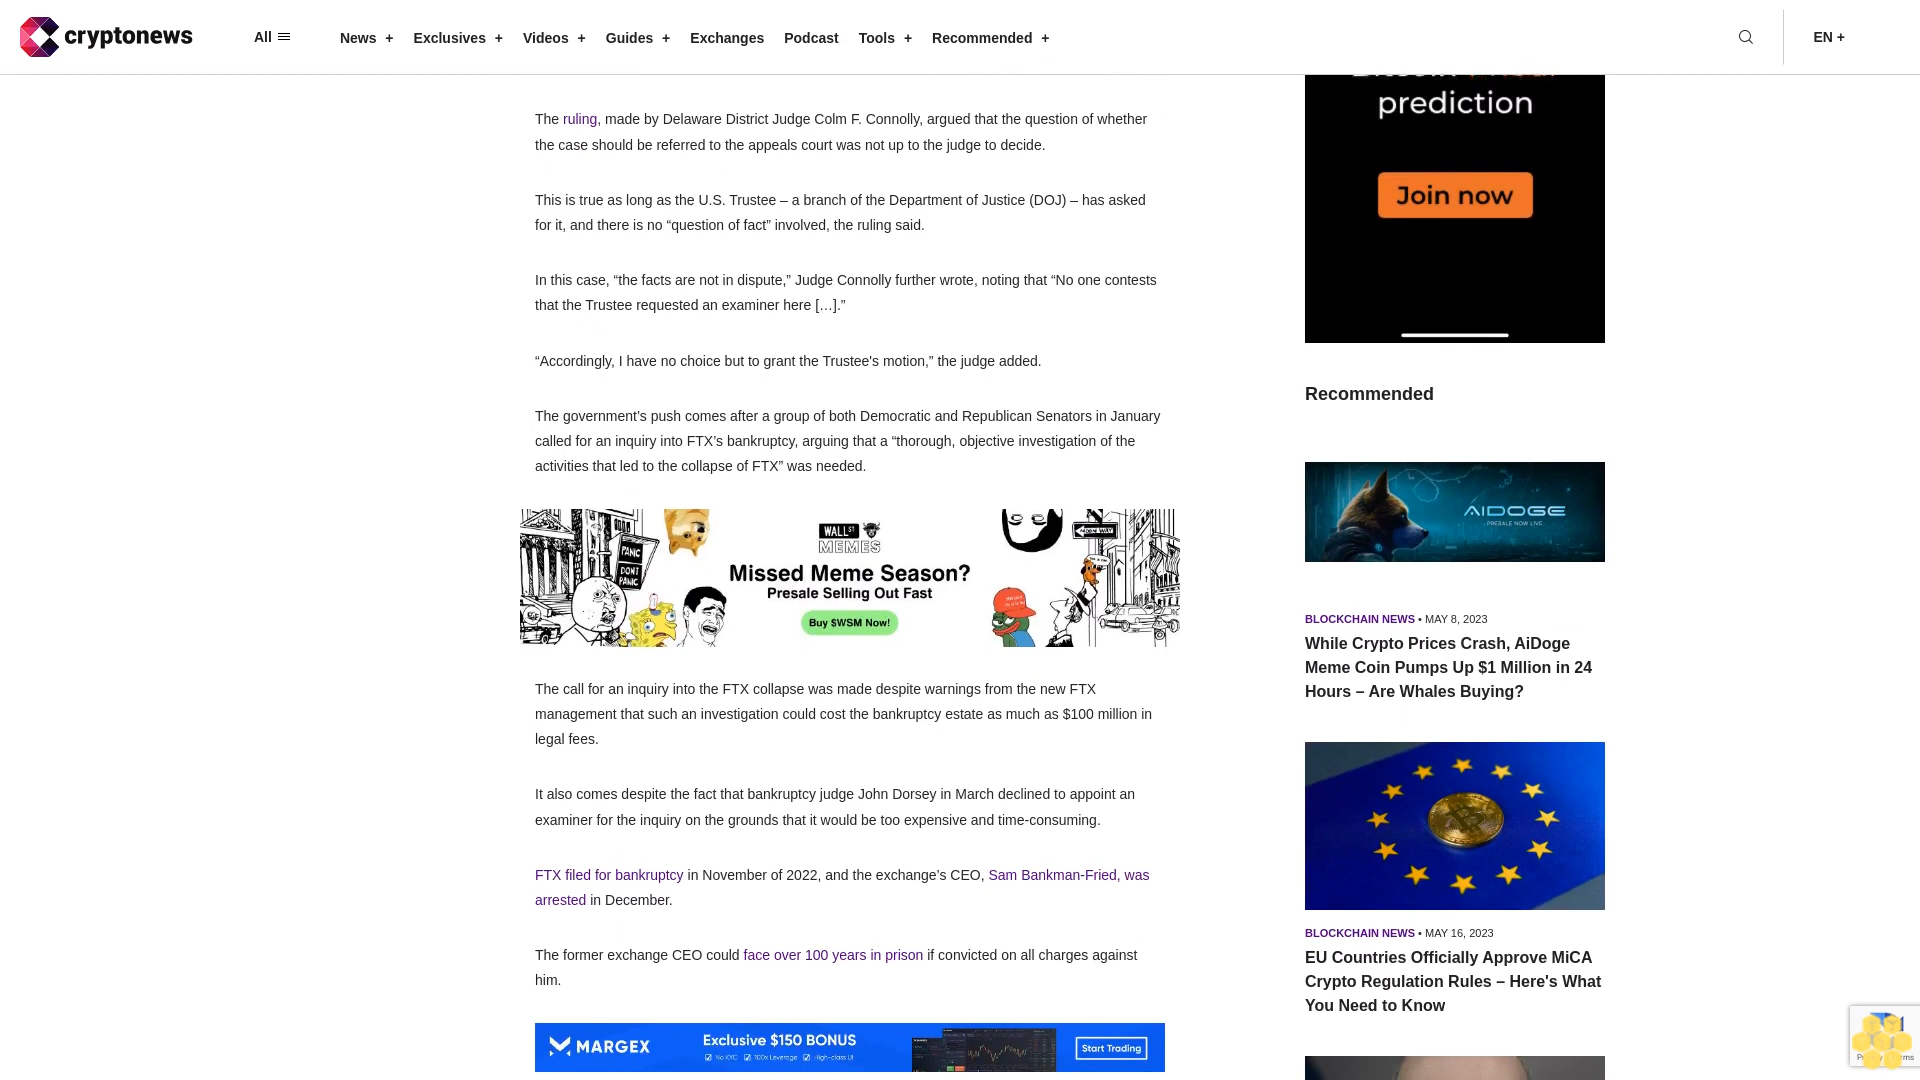 cryptonews
All
News +
Exclusives +
Videos +
Guides +
Exchanges
Podcast
Tools +
Recommended +
EN +
The ruling, made by Delaware District Judge Colm F. Connolly, argued that the question of whether
the case should be referred to the appeals court was not up to the judge to decide.
This is true as long as the U.S. Trustee – a branch of the Department of Justice (DOJ) – has asked
for it, and there is no “question of fact” involved, the ruling said.
In this case, “the facts are not in dispute,” Judge Connolly further wrote, noting that “No one contests
that the Trustee requested an examiner here […].”
“Accordingly, I have no choice but to grant the Trustee's motion,” the judge added.
The government’s push comes after a group of both Democratic and Republican Senators in January
called for an inquiry into FTX’s bankruptcy, arguing that a “thorough, objective investigation of the
activities that led to the collapse of FTX” was needed.
PANIC
DONT
PANIC
WALL ST
MEMES
Missed Meme Season?
Presale Selling Out Fast
Buy $WSM Now!
The call for an inquiry into the FTX collapse was made despite warnings from the new FTX
management that such an investigation could cost the bankruptcy estate as much as $100 million in
legal fees.
It also comes despite the fact that bankruptcy judge John Dorsey in March declined to appoint an
examiner for the inquiry on the grounds that it would be too expensive and time-consuming.
FTX filed for bankruptcy in November of 2022, and the exchange’s CEO, Sam Bankman-Fried, was
arrested in December.
The former exchange CEO could face over 100 years in prison if convicted on all charges against
him.
MARGEX
Exclusive $150 BONUS
No KYC
100x Leverage
High-class UI
Start Trading
prediction
Join now
Recommended
AIDOGE
PRESALE NOW LIVE
BLOCKCHAIN NEWS • MAY 8, 2023
While Crypto Prices Crash, AiDoge
Meme Coin Pumps Up $1 Million in 24
Hours – Are Whales Buying?
BLOCKCHAIN NEWS • MAY 16, 2023
EU Countries Officially Approve MiCA
Crypto Regulation Rules – Here's What
You Need to Know